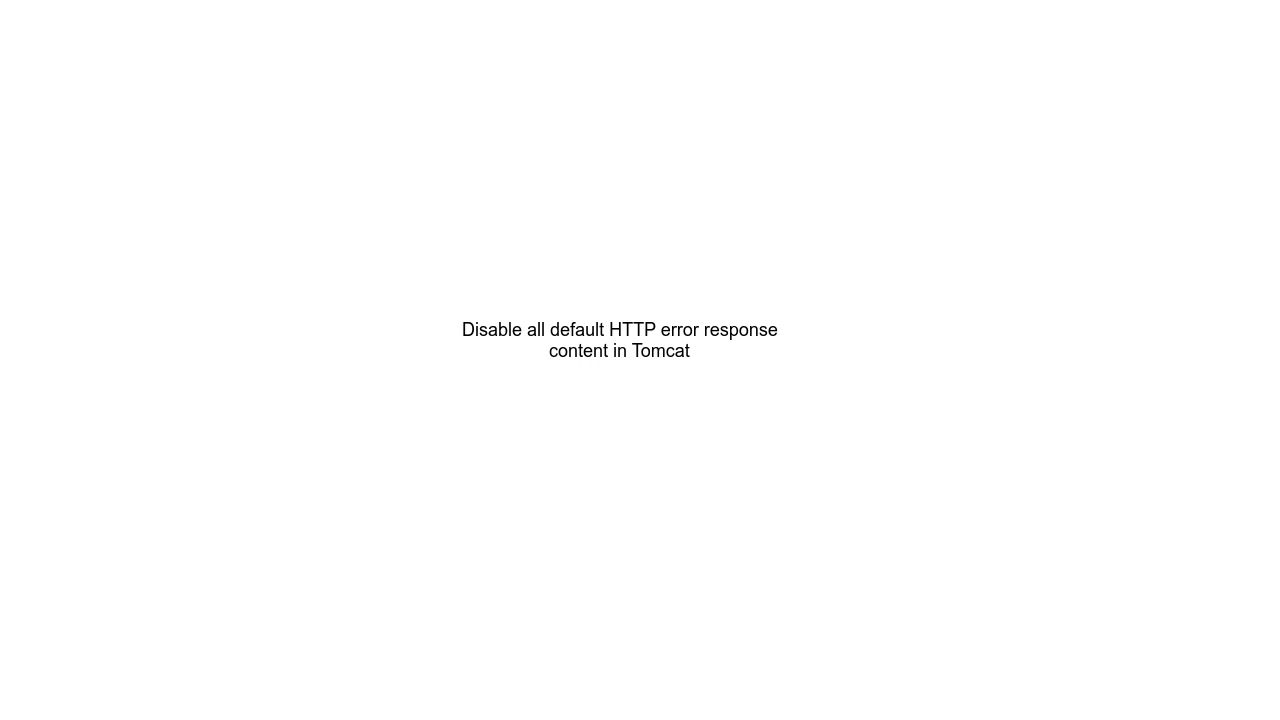 Disable all default HTTP error response
content in Tomcat